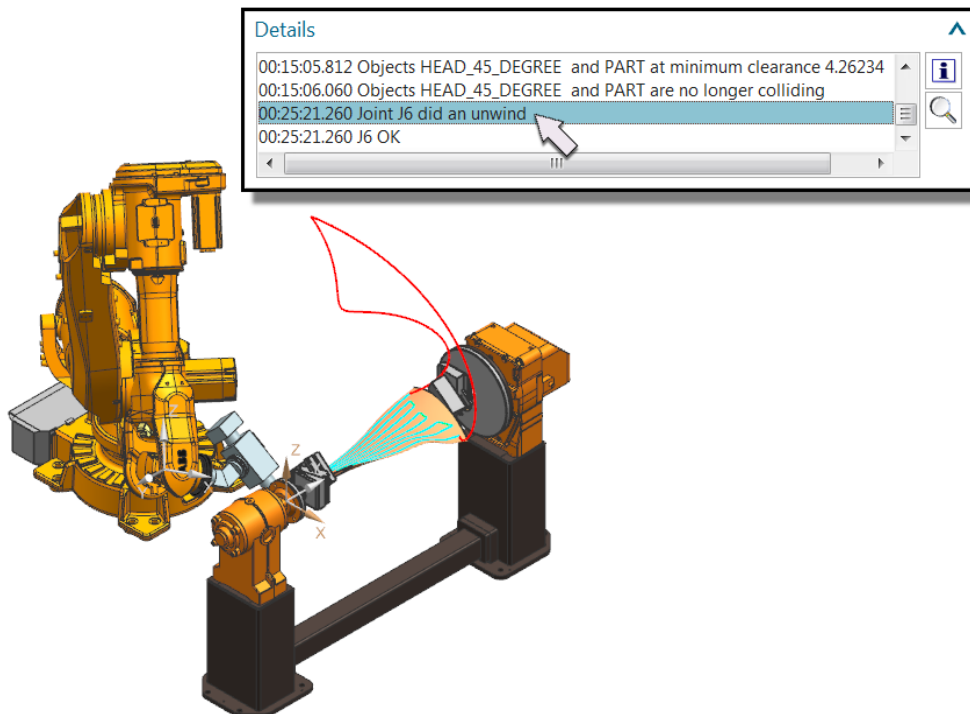 Details
00:15:05.812 Objects HEAD_45_DEGREE  and PART at minimum clearance 4.26234
00:15:06.060 Objects HEAD_45_DEGREE  and PART are no longer colliding
00:25:21.260 Joint J6 did an unwind
00:25:21.260 J6 OK
Z
X